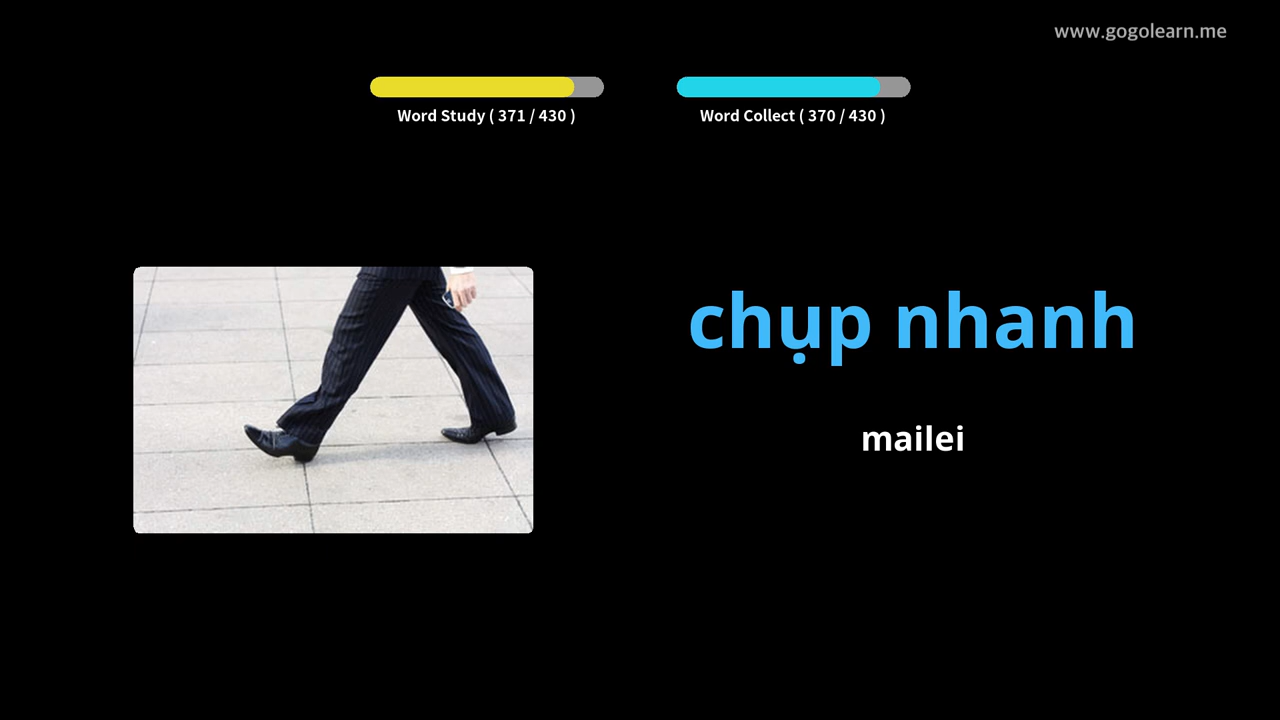 www.gogolearn.me
Word Study ( 371 / 430 )
Word Collect ( 370 / 430 )
chụp nhanh
mailei